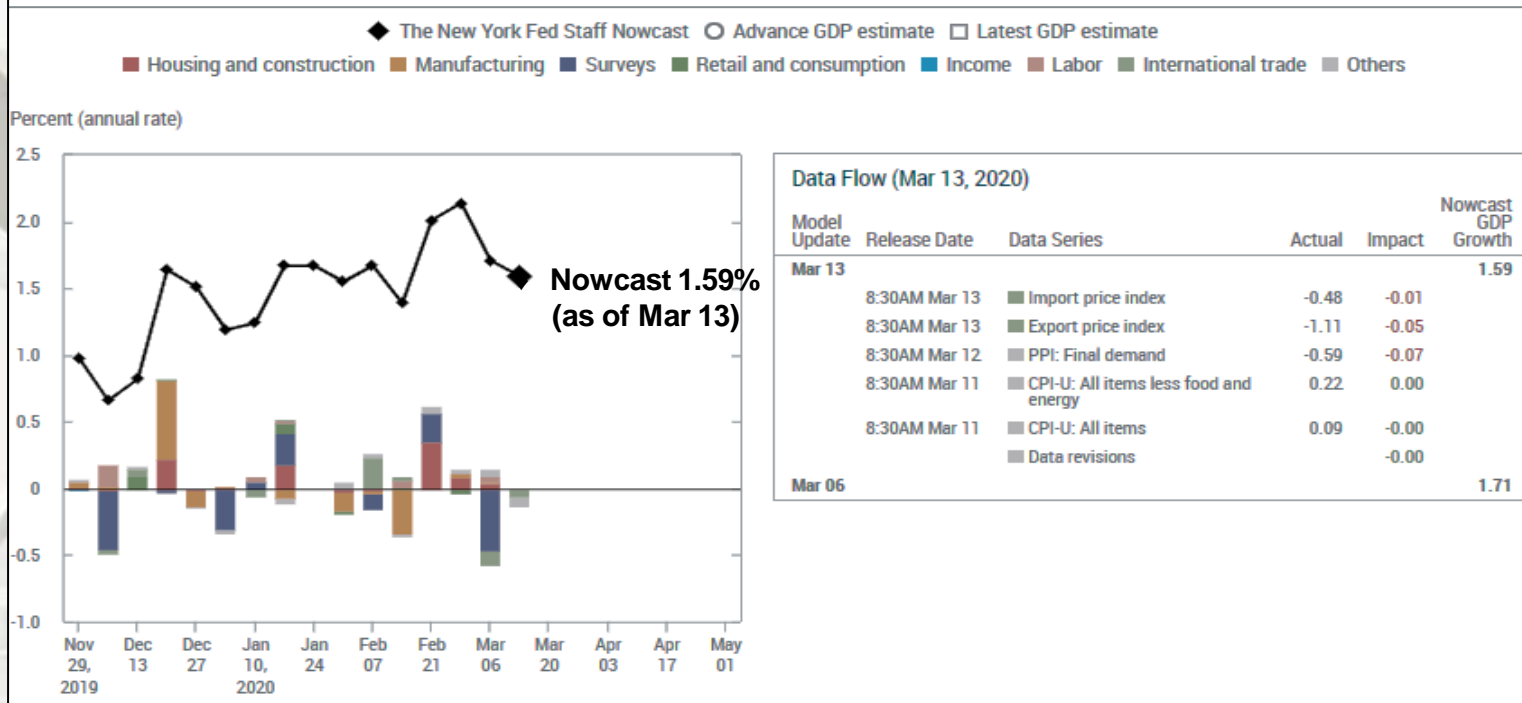 The New York Fed Staff Nowcast Advance GDP estimate Latest GDP estimate
Housing and construction Manufacturing Surveys Retail and consumption Income Labor International trade Others
Percent (annual rate)
2.5
2.0
1.5
1.0
0.5
0
-0.5
-1.0
Nowcast 1.59%
(as of Mar 13)
Nov 29, 2019
Dec 13
Dec 27
Jan 10, 2020
Jan 24
Feb 07
Feb 21
Mar 06
Mar 20
Apr 03
Apr 17
May 01
Data Flow (Mar 13, 2020)
Model Update Release Date Data Series Actual Impact Nowcast GDP Growth
Mar 13 1.59
8:30AM Mar 13 Import price index -0.48 -0.01
8:30AM Mar 13 Export price index -1.11 -0.05
8:30AM Mar 12 PPI: Final demand -0.59 -0.07
8:30AM Mar 11 CPI-U: All items less food and energy 0.22 0.00
8:30AM Mar 11 CPI-U: All items 0.09 -0.00
Data revisions -0.00
Mar 06 1.71